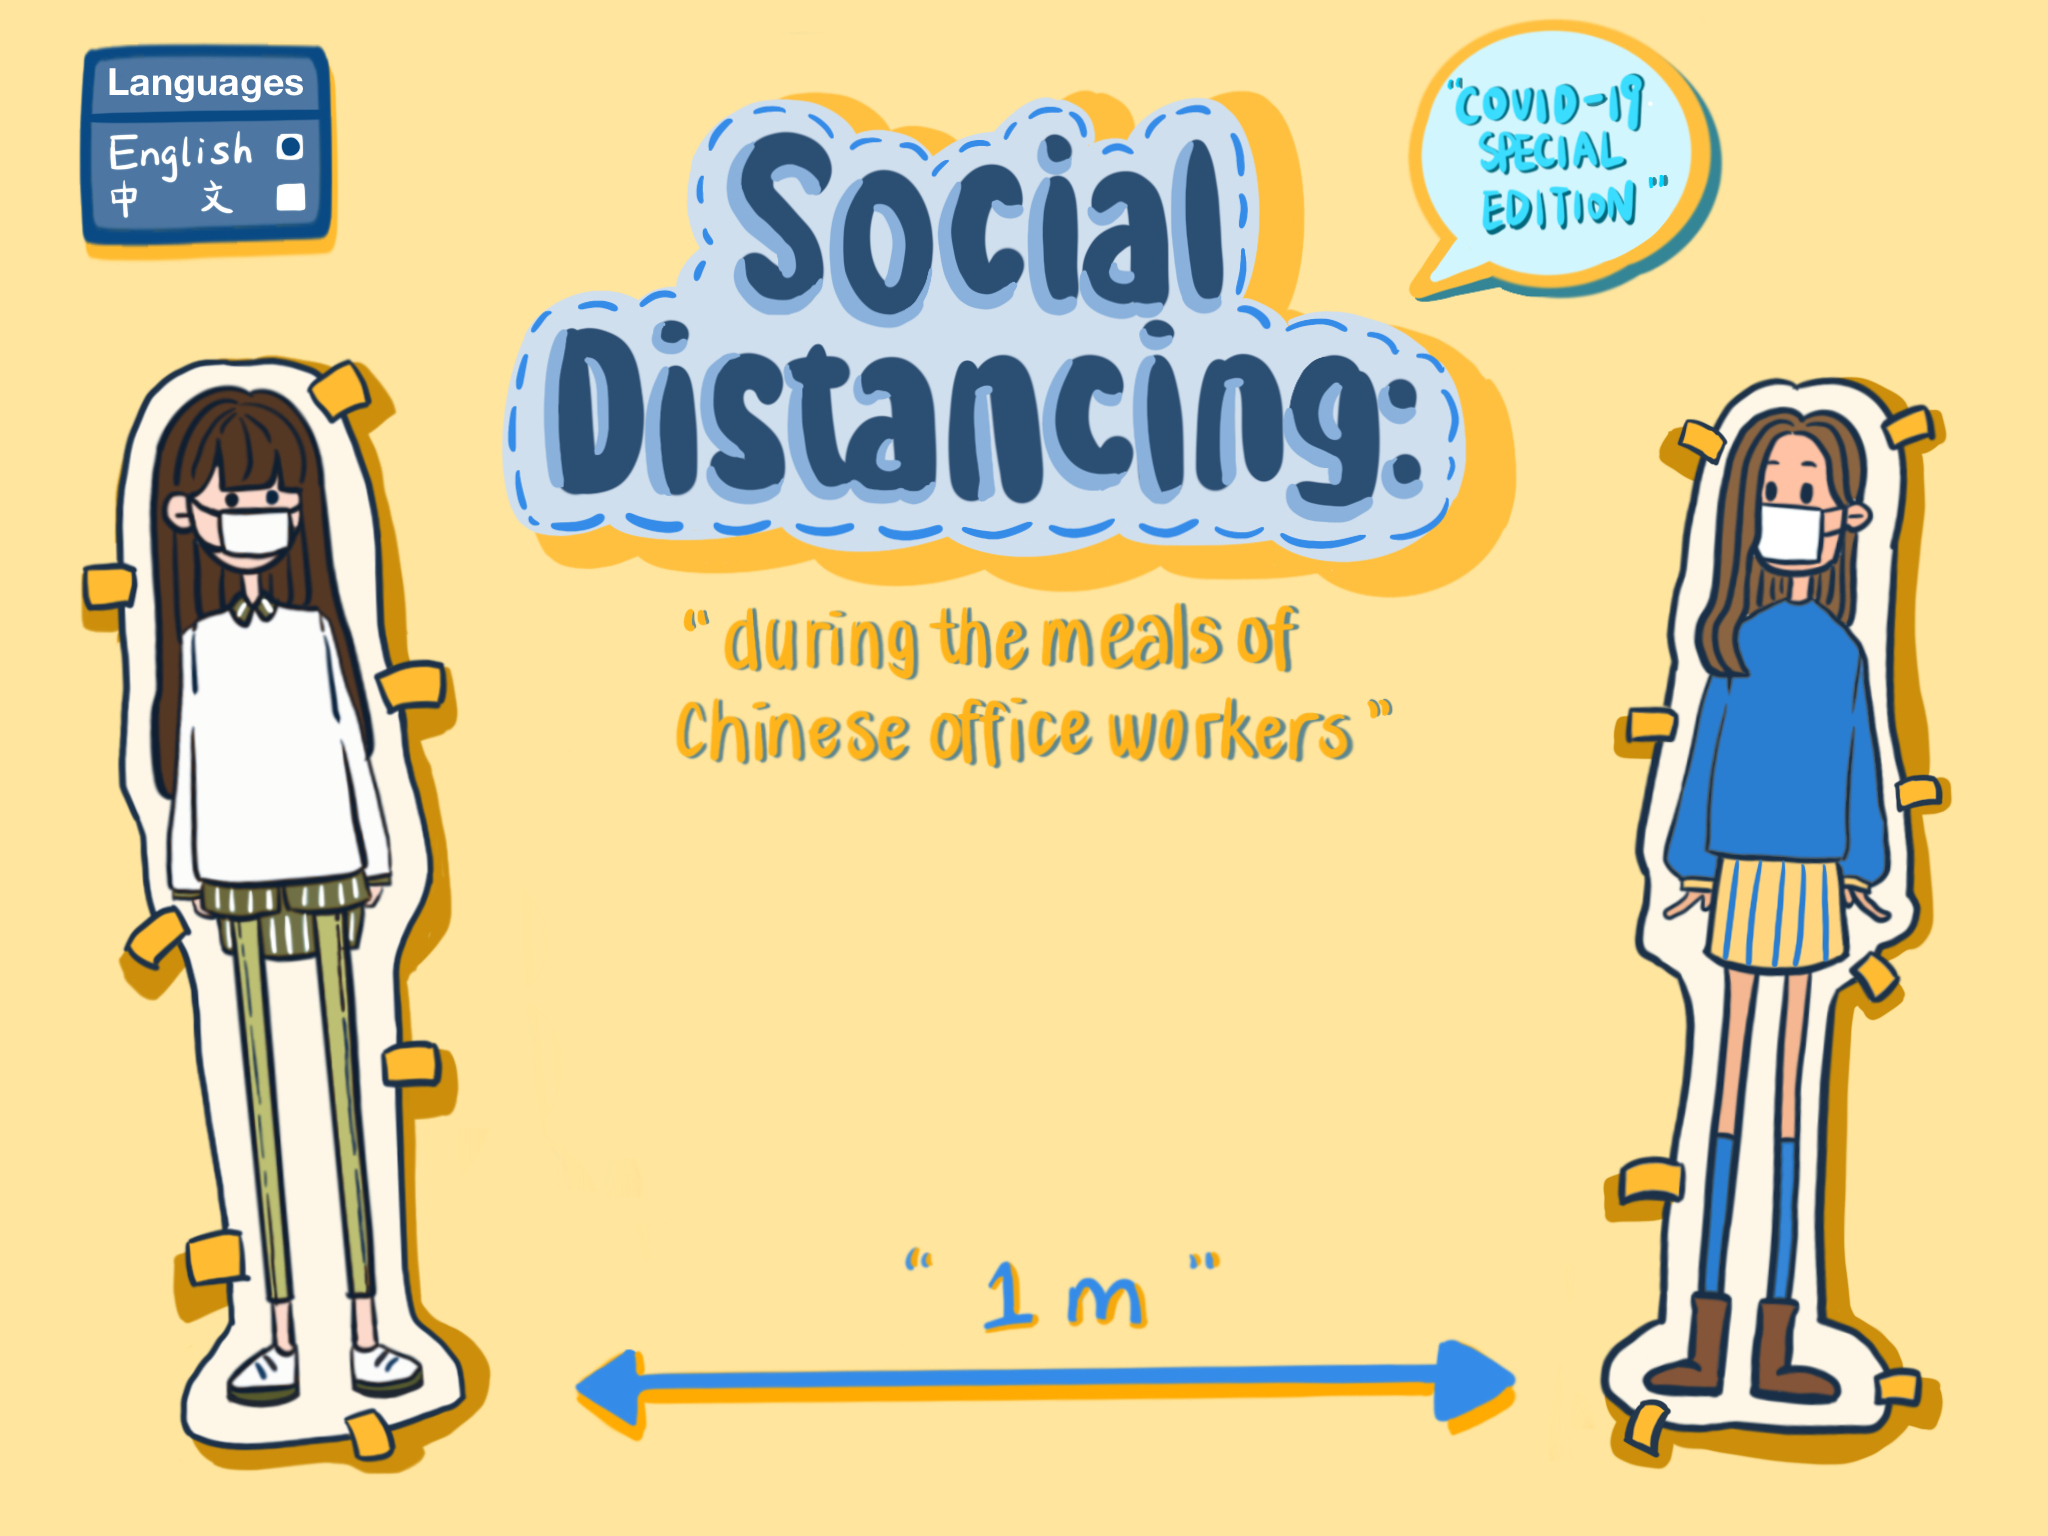 Languages
English
中 文
Social
Distancing:
"COVID-19
SPECIAL
EDITION"
"during the meals of
Chinese office workers"
" 1 m "